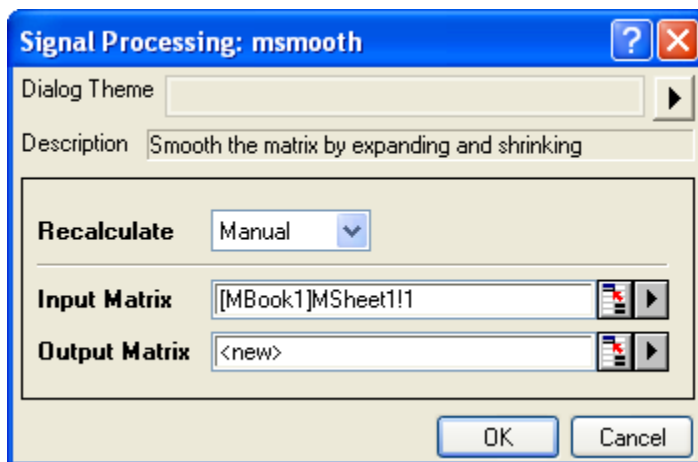 Signal Processing: msmooth
Dialog Theme
Description Smooth the matrix by expanding and shrinking
Recalculate Manual
Input Matrix [MBook1]MSheet1!1
Output Matrix <new>
OK Cancel